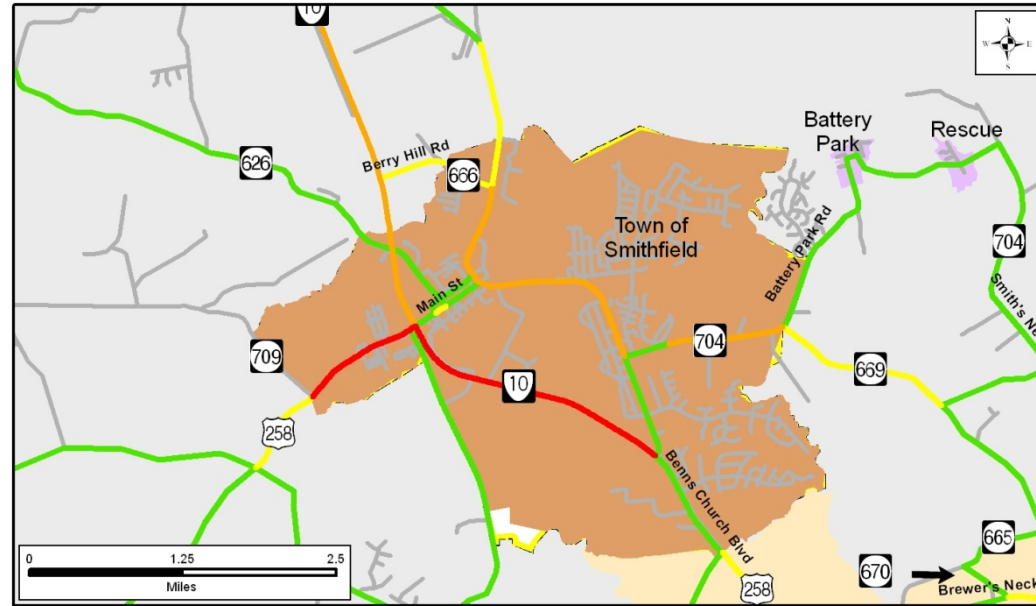 10
N
W E
S
Battery
Park
Rescue
626
Berry Hill Rd
666
Town of
Smithfield
Battery Park Rd
704
Smith's Ne
Main St
709
704
669
10
258
Benns Church Blvd
0 1.25 2.5
Miles
665
670
258
Brewer's Neck